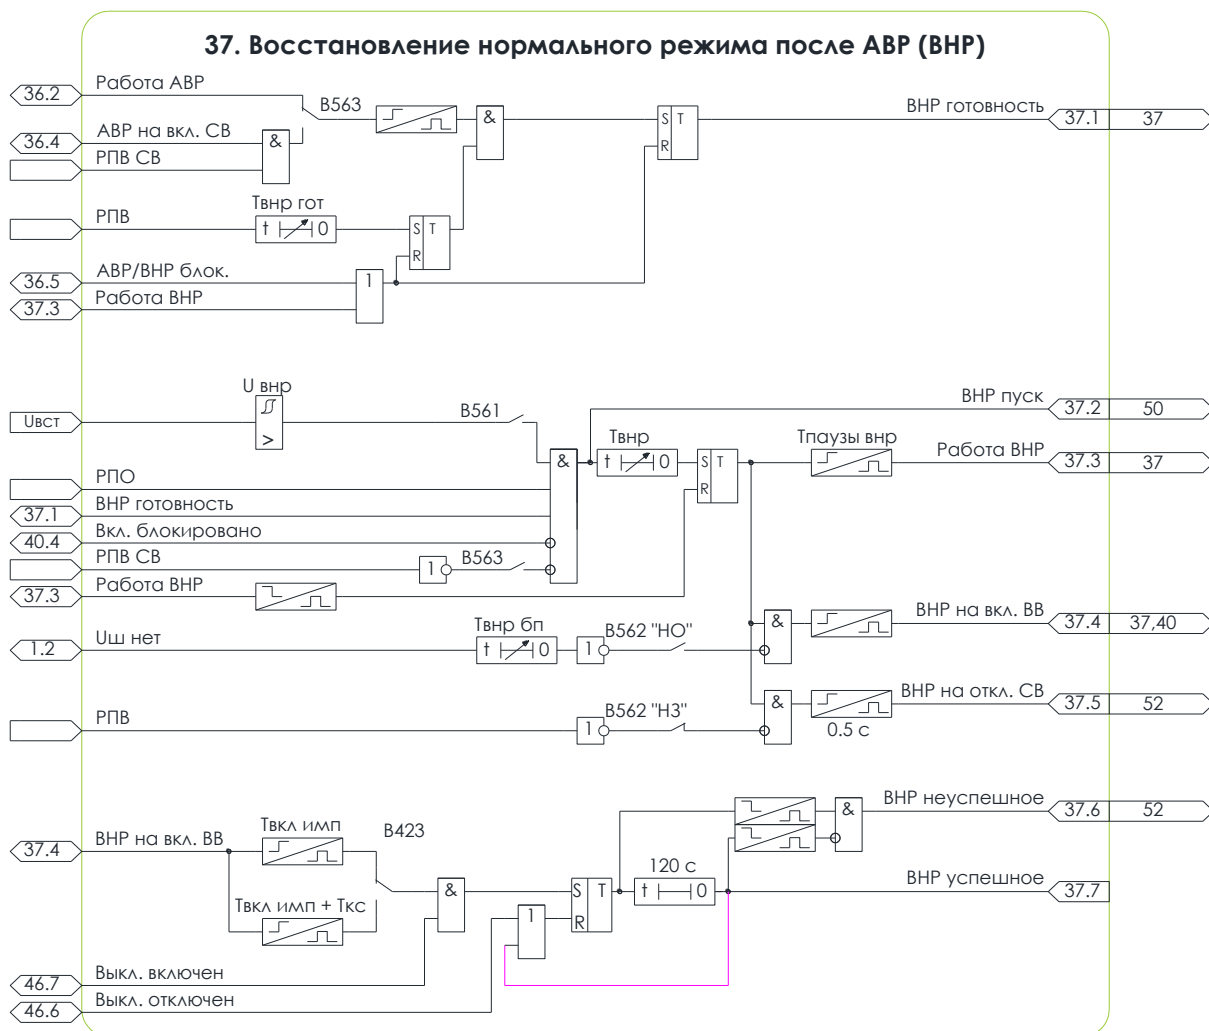 37. Восстановление нормального режима после АВР (ВНР)
36.2 Работа АВР
В563
&
S T
R
ВНР готовность
37.1 37
36.4 АВР на вкл. СВ
&
РПВ СВ
РПВ
Твнр гот
t 0
S T
R
36.5 АВР/ВНР блок.
1
37.3 Работа ВНР
Uвст
U внр
>
В561
ВНР пуск
37.2 50
&
Твнр
t 0
S T
R
Тпаузы внр
Работа ВНР
37.3 37
РПО
37.1 ВНР готовность
40.4 Вкл. блокировано
РПВ СВ
1
В563
37.3 Работа ВНР
1.2 Uш нет
Твнр бп
t 0
1
В562 "НО"
&
ВНР на вкл. ВВ
37.4 37,40
РПВ
1
В562 "НЗ"
&
0.5 с
ВНР на откл. СВ
37.5 52
37.4 ВНР на вкл. ВВ
Твкл имп
В423
Твкл имп + Ткс
&
1
S T
R
120 с
t 0
&
ВНР неуспешное
37.6 52
ВНР успешное
37.7
46.7 Выкл. включен
46.6 Выкл. отключен